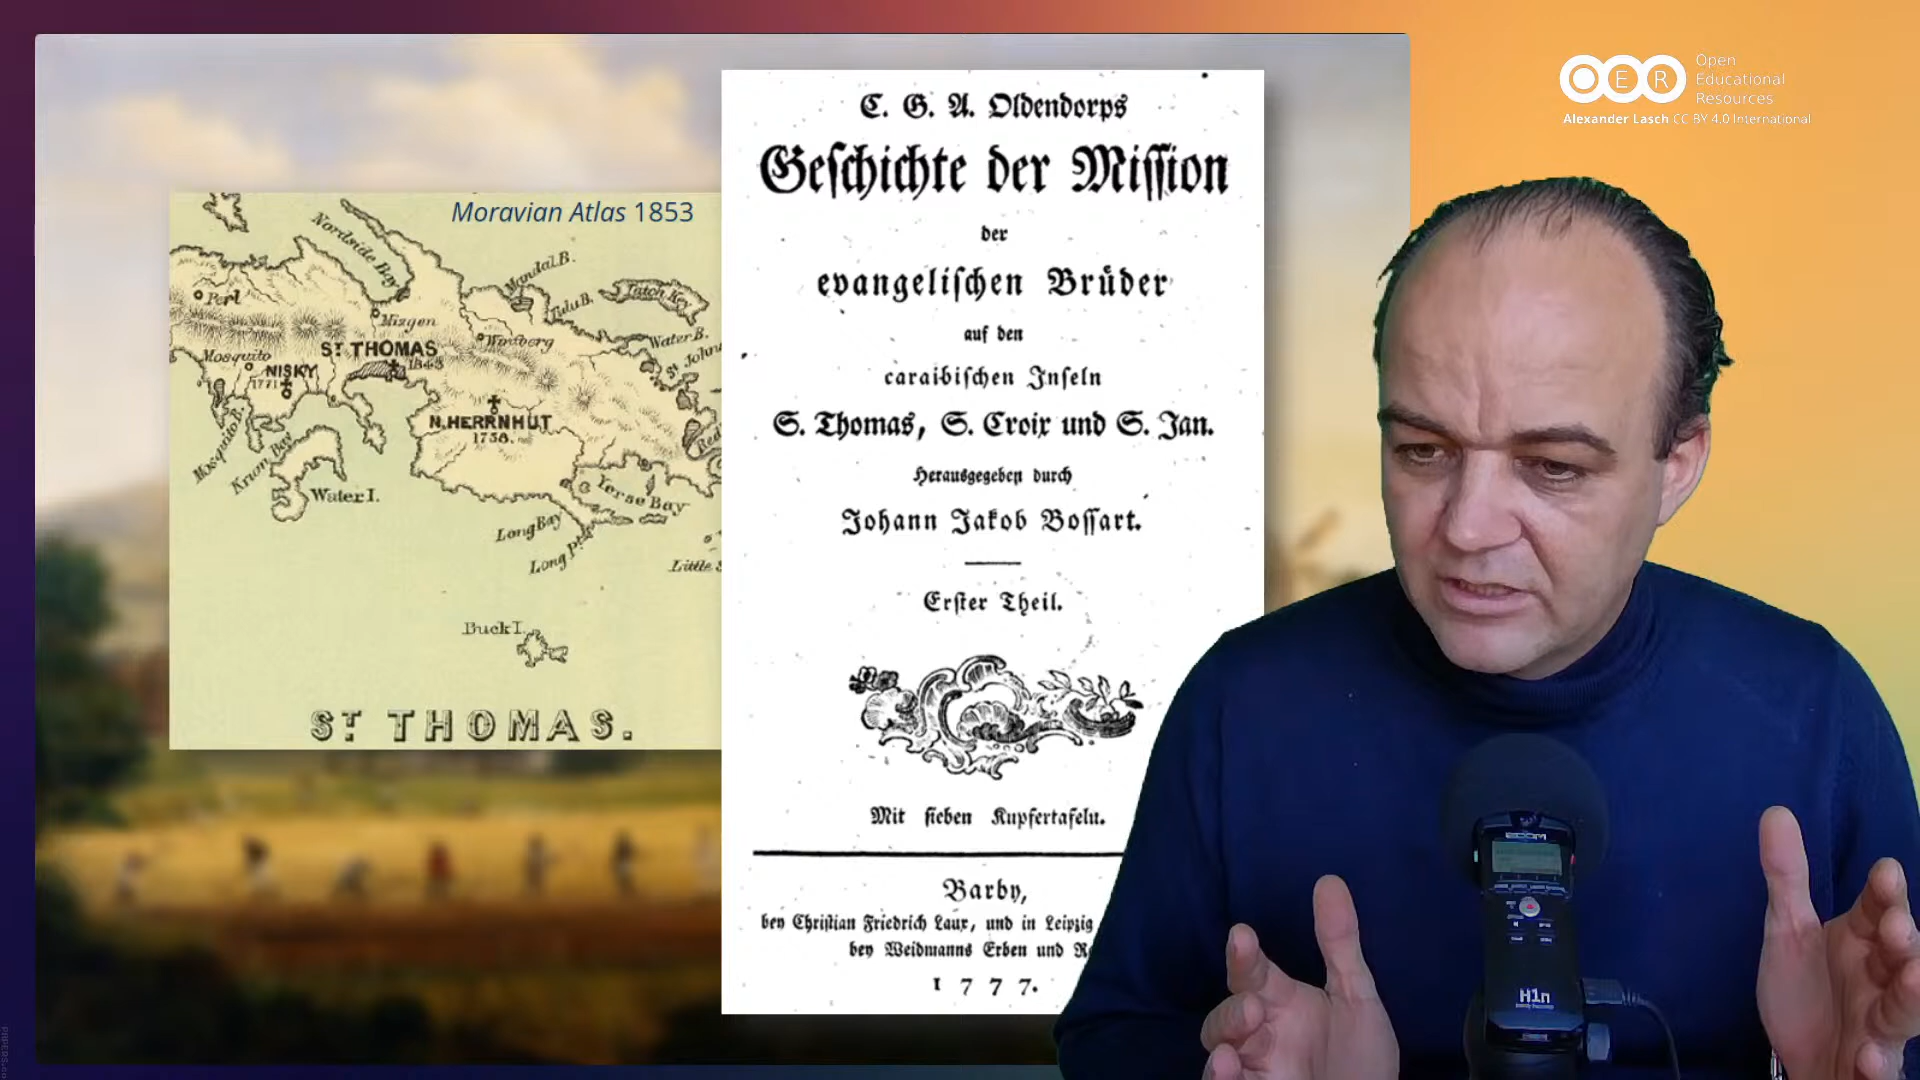 Open
Educational
Resources
OER
Alexander Lasch CC BY 4.0 International
Moravian Atlas 1853
Nordside Bay
Mandal B.
Tutu B.
Perl
Mizgen
Water B.
ST THOMAS
1843
Mosquito
NISKY
1771
N. HERRNHUT
1738.
Mosquito B.
Krum Bay
Water I.
Long Bay
Buck I.
ST THOMAS.
C. G. A. Oldendorps
Geſchichte der Miſſion
der
evangeliſchen Brüder
auf den
caraibiſchen Inſeln
S. Thomas, S. Croix und S. Jan.
Herausgegeben durch
Johann Jakob Boſſart.
Erſter Theil.
Mit ſieben Kupfertafeln.
Barby,
bey Chriſtian Friedrich Laux, und in Leipzig
bey Weidmanns Erben und
1777.
zoom
H1n